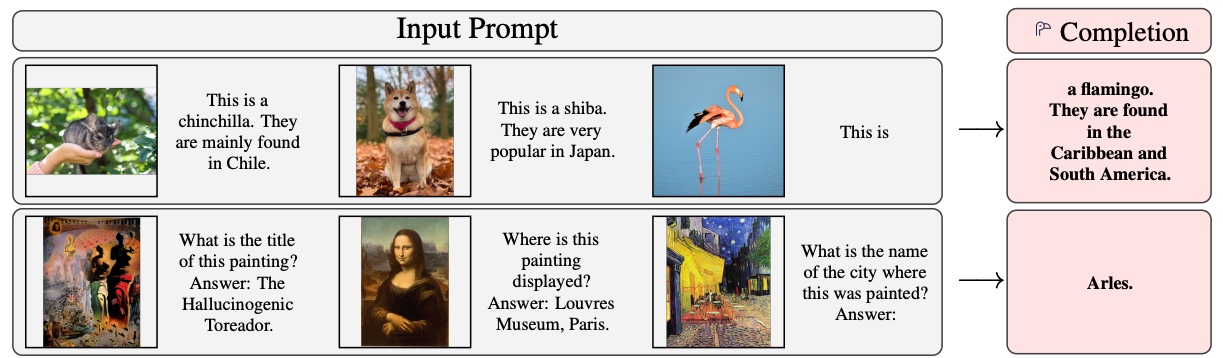 Input Prompt
Completion
This is a
chinchilla. They
are mainly found
in Chile.
This is a shiba.
They are very
popular in Japan.
This is
a flamingo.
They are found
in the
Caribbean and
South America.
What is the title
of this painting?
Answer: The
Hallucinogenic
Toreador.
Where is this
painting
displayed?
Answer: Louvres
Museum, Paris.
What is the name
of the city where
this was painted?
Answer:
Arles.